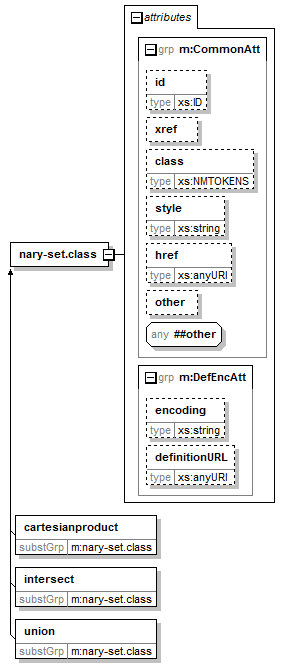 attributes
grp m:CommonAtt
id
type xs:ID
xref
class
type xs:NMTOKENS
style
type xs:string
nary-set.class
href
type xs:anyURI
other
any ##other
grp m:DefEncAtt
encoding
type xs:string
definitionURL
type xs:anyURI
cartesianproduct
substGrp m:nary-set.class
intersect
substGrp m:nary-set.class
union
substGrp m:nary-set.class